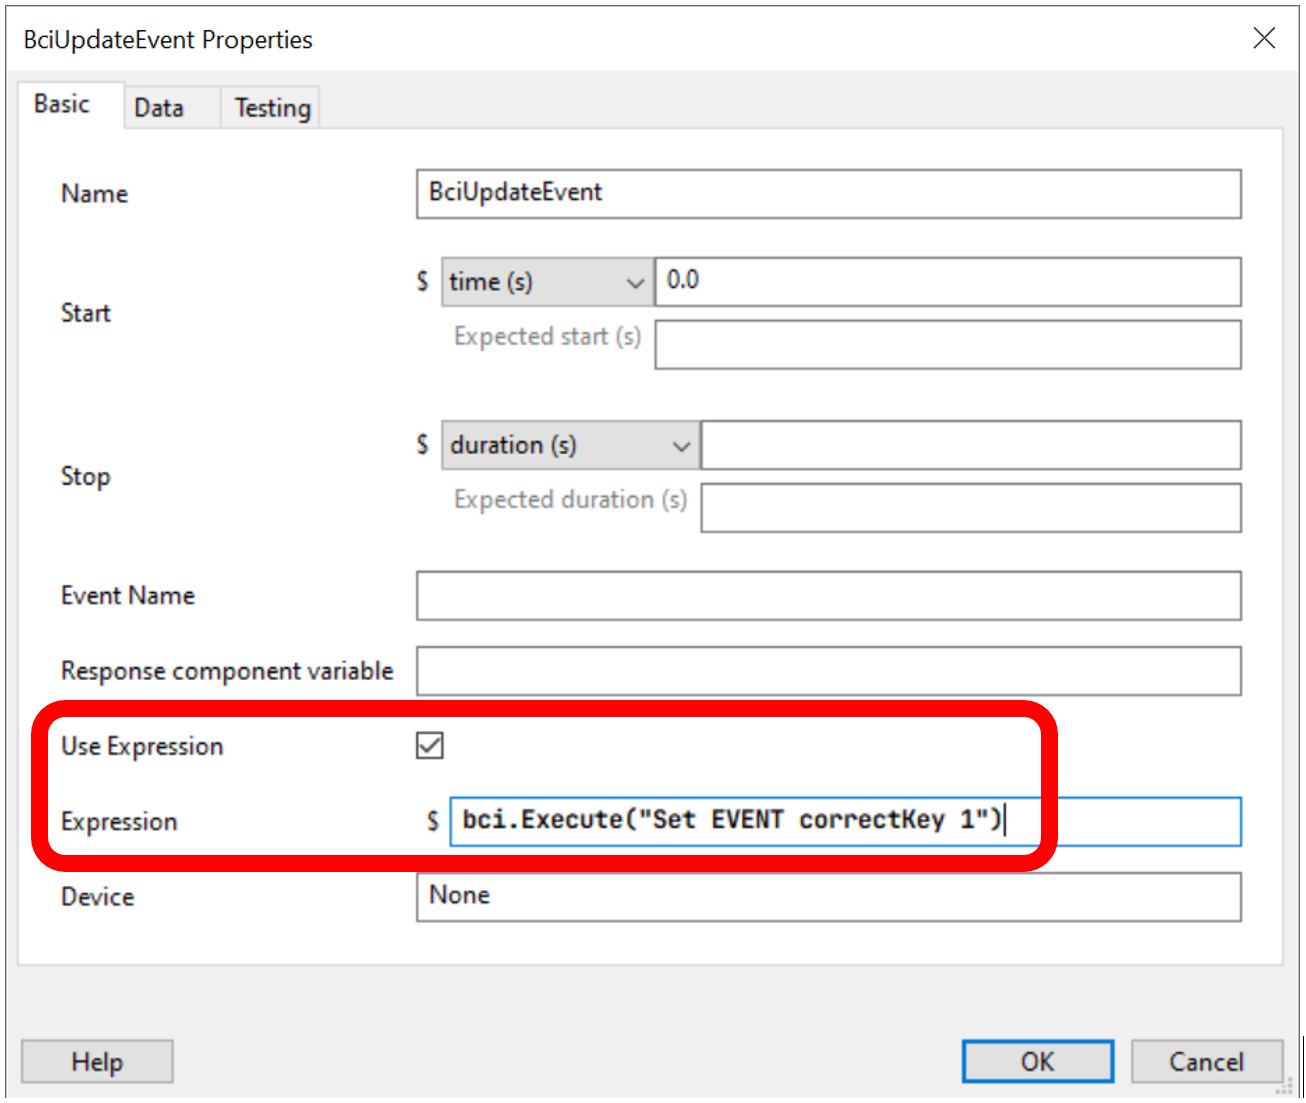 BciUpdateEvent Properties
Basic Data Testing
Name BciUpdateEvent
$ time (s) 0.0
Start
Expected start (s)
$ duration (s)
Stop
Expected duration (s)
Event Name
Response component variable
Use Expression
Expression $ bci.Execute("Set EVENT correctKey 1")
Device None
Help OK Cancel